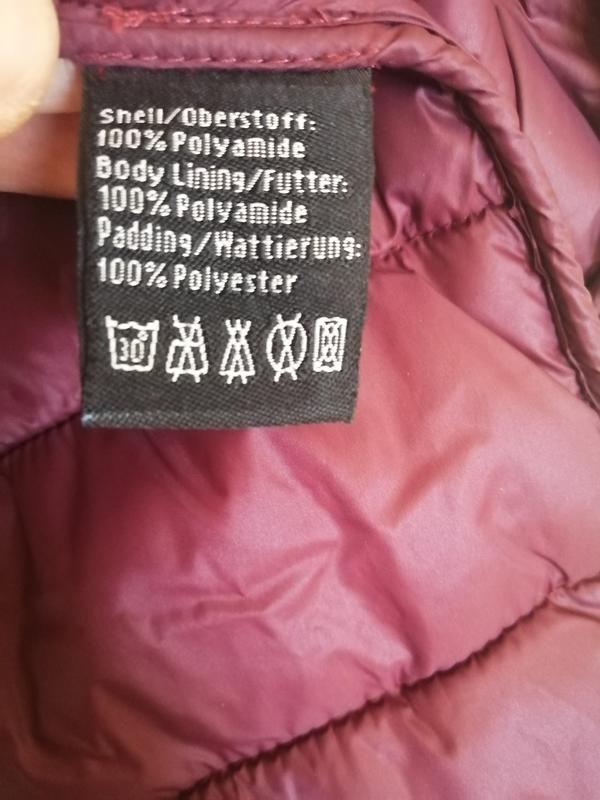 Shell/Oberstoff:
100% Polyamide
Body Lining/Futter:
100% Polyamide
Padding/Wattierung:
100% Polyester
30°